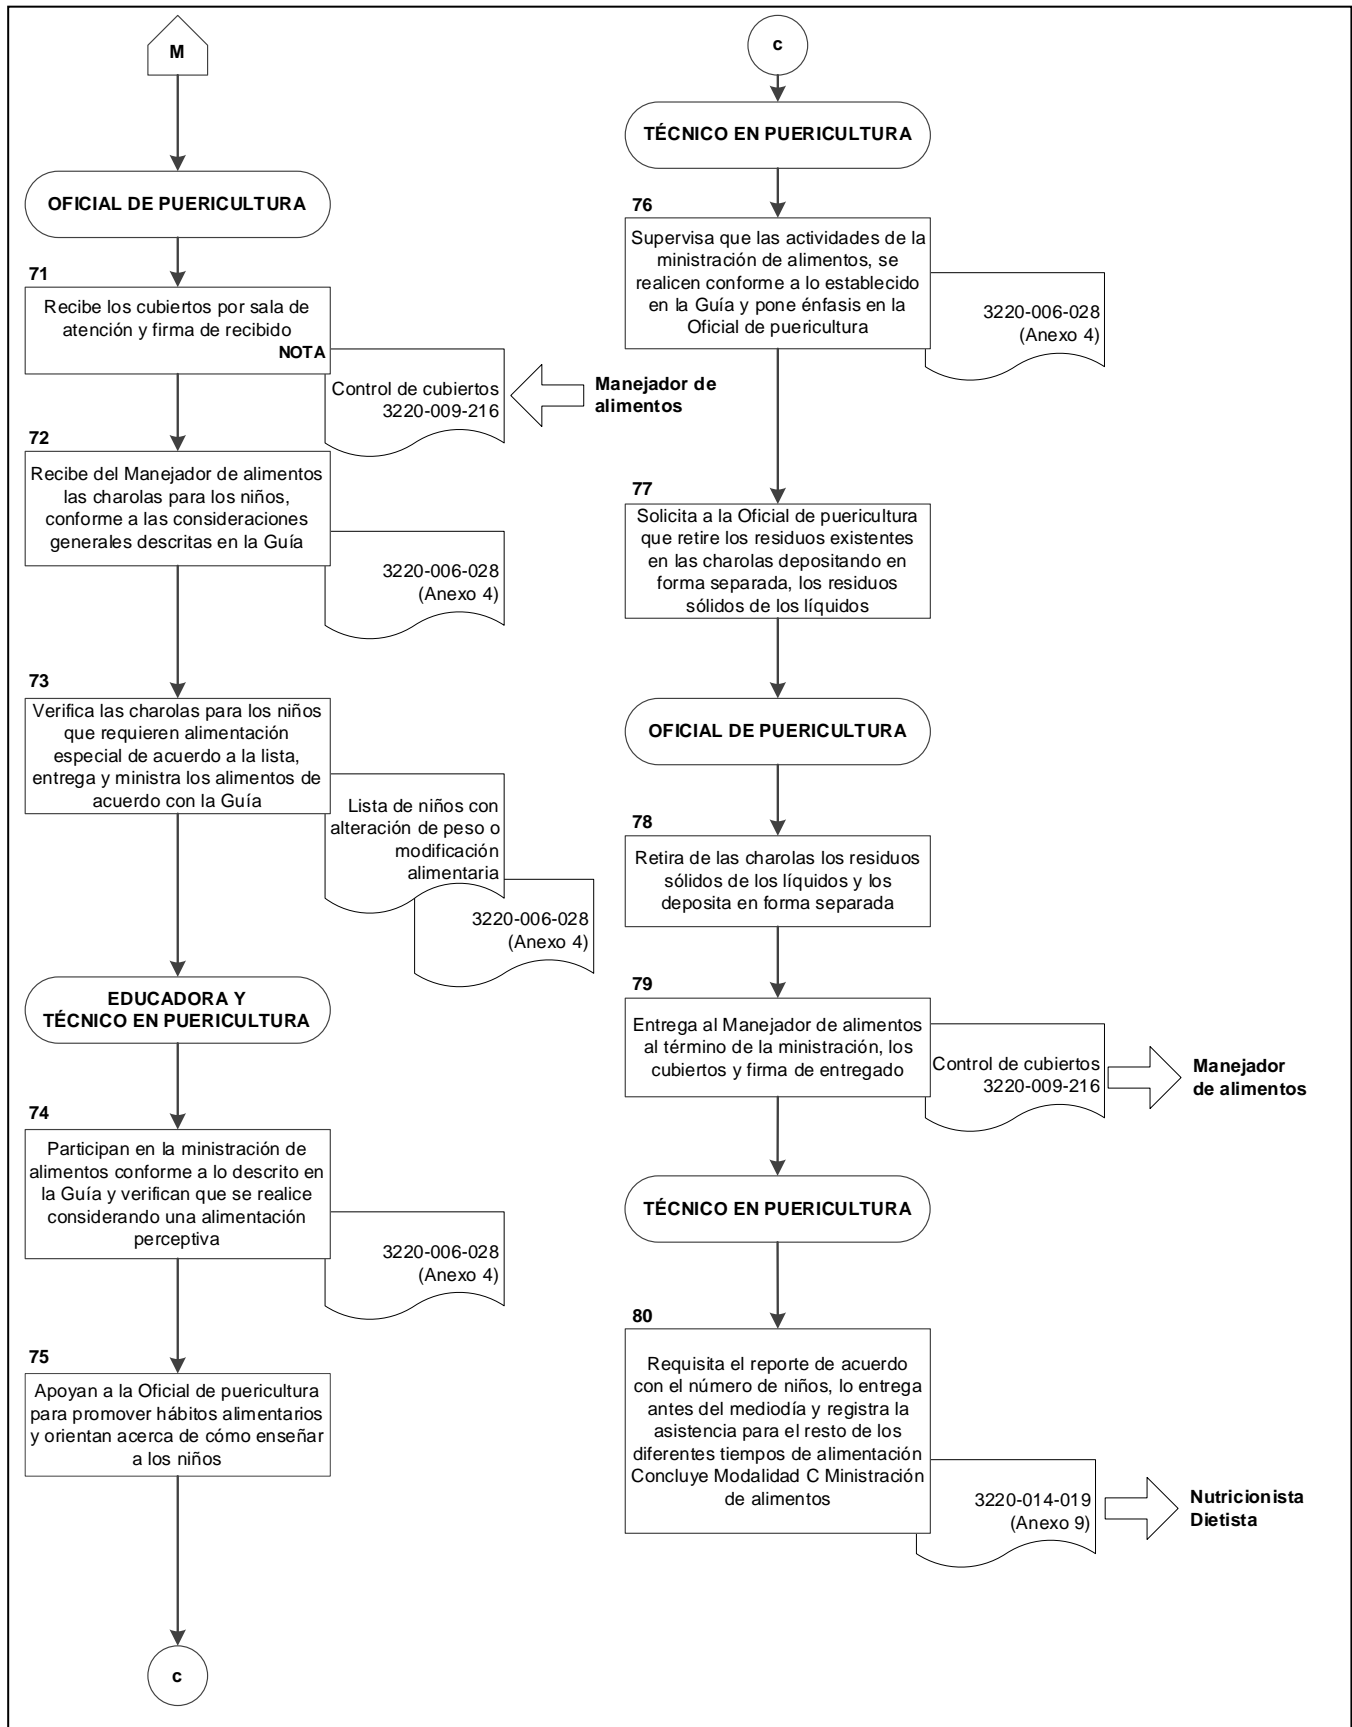 M
OFICIAL DE PUERICULTURA
71
Recibe los cubiertos por sala de
atención y firma de recibido
NOTA
Control de cubiertos
3220-009-216
Manejador de
alimentos
72
Recibe del Manejador de alimentos
las charolas para los niños,
conforme a las consideraciones
generales descritas en la Guía
3220-006-028
(Anexo 4)
73
Verifica las charolas para los niños
que requieren alimentación
especial de acuerdo a la lista,
entrega y ministra los alimentos de
acuerdo con la Guía
Lista de niños con
alteración de peso o
modificación
alimentaria
3220-006-028
(Anexo 4)
EDUCADORA Y
TÉCNICO EN PUERICULTURA
74
Participan en la ministración de
alimentos conforme a lo descrito en
la Guía y verifican que se realice
considerando una alimentación
perceptiva
3220-006-028
(Anexo 4)
75
Apoyan a la Oficial de puericultura
para promover hábitos alimentarios
y orientan acerca de cómo enseñar
a los niños
c
c
TÉCNICO EN PUERICULTURA
76
Supervisa que las actividades de la
ministración de alimentos, se
realicen conforme a lo establecido
en la Guía y pone énfasis en la
Oficial de puericultura
3220-006-028
(Anexo 4)
77
Solicita a la Oficial de puericultura
que retire los residuos existentes
en las charolas depositando en
forma separada, los residuos
sólidos de los líquidos
OFICIAL DE PUERICULTURA
78
Retira de las charolas los residuos
sólidos de los líquidos y los
deposita en forma separada
79
Entrega al Manejador de alimentos
al término de la ministración, los
cubiertos y firma de entregado
Control de cubiertos
3220-009-216
Manejador
de alimentos
TÉCNICO EN PUERICULTURA
80
Requisita el reporte de acuerdo
con el número de niños, lo entrega
antes del mediodía y registra la
asistencia para el resto de los
diferentes tiempos de alimentación
Concluye Modalidad C Ministración
de alimentos
3220-014-019
(Anexo 9)
Nutricionista
Dietista